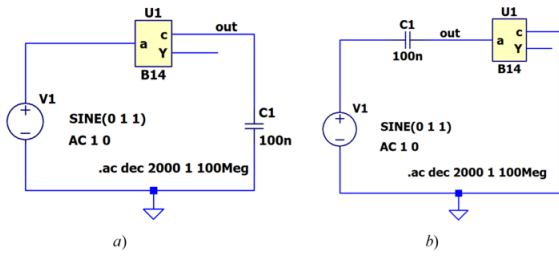 U1
a
c
Y
B14
out
V1
SINE(0 1 1)
AC 1 0
C1
100n
.ac dec 2000 1 100Meg
a)
C1
100n
out
U1
a
c
Y
B14
V1
SINE(0 1 1)
AC 1 0
.ac dec 2000 1 100Meg
b)